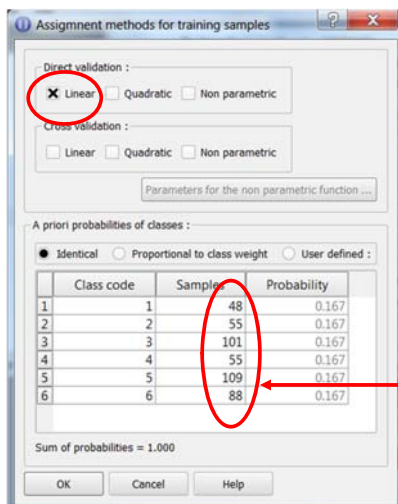 Assigmnent methods for training samples
Direct validation :
Linear Quadratic Non parametric
Cross validation :
Linear Quadratic Non parametric
Parameters for the non parametric function ...
A priori probabilities of classes :
Identical Proportional to class weight User defined :
Class code Samples Probability
1 1 48 0.167
2 2 55 0.167
3 3 101 0.167
4 4 55 0.167
5 5 109 0.167
6 6 88 0.167
Sum of probabilities = 1.000
OK Cancel Help